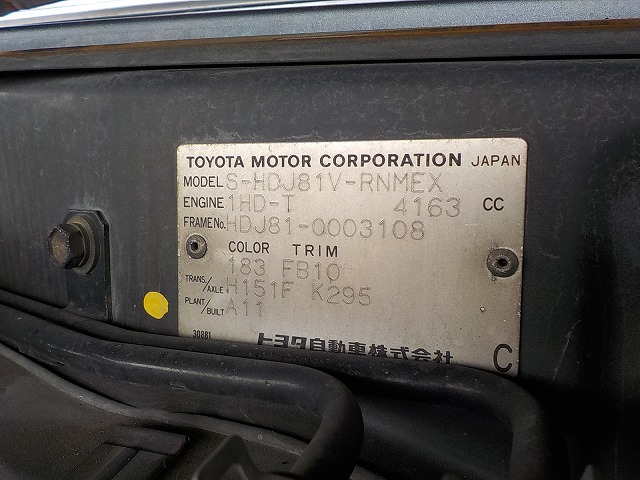 TOYOTA MOTOR CORPORATION JAPAN
MODEL S-HDJ81V-RNMEX
ENGINE 1HD-T 4163 CC
FRAME No. HDJ81-0003108
COLOR TRIM
183 FB10
TRANS./AXLE H151F K295
PLANT/BUILT A11
30881
トヨタ自動車株式会社 C